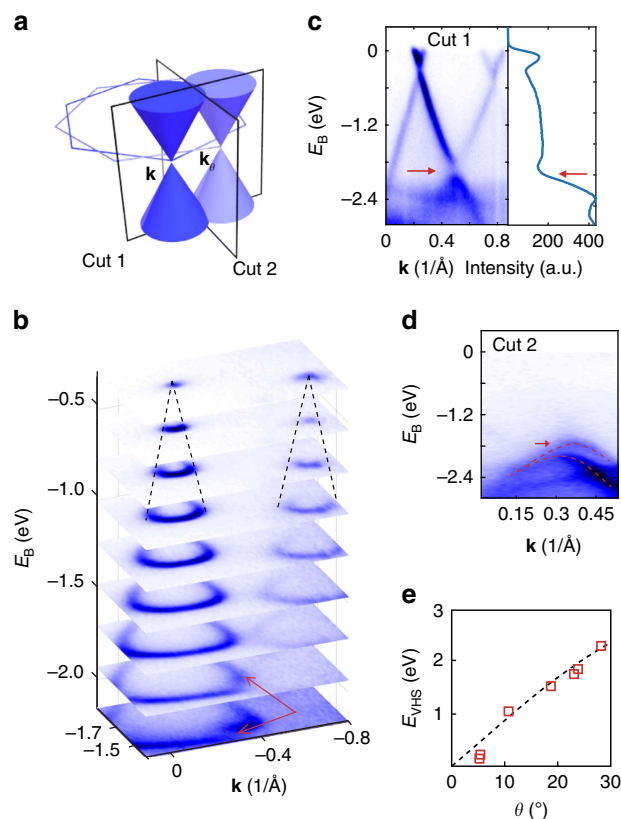 a
k
kθ
Cut 1
Cut 2
b
−0.5
−1.0
−1.5
−2.0
E_B (eV)
−1.7
−1.5
0
−0.4
−0.8
k (1/Å)
c
Cut 1
0
−1.2
−2.4
E_B (eV)
0 0.4 0.8
200 400
k (1/Å) Intensity (a.u.)
d
Cut 2
0
−1.2
−2.4
E_B (eV)
0.15 0.3 0.45
k (1/Å)
e
3
2
1
E_VHS (eV)
0 10 20 30
θ (°)